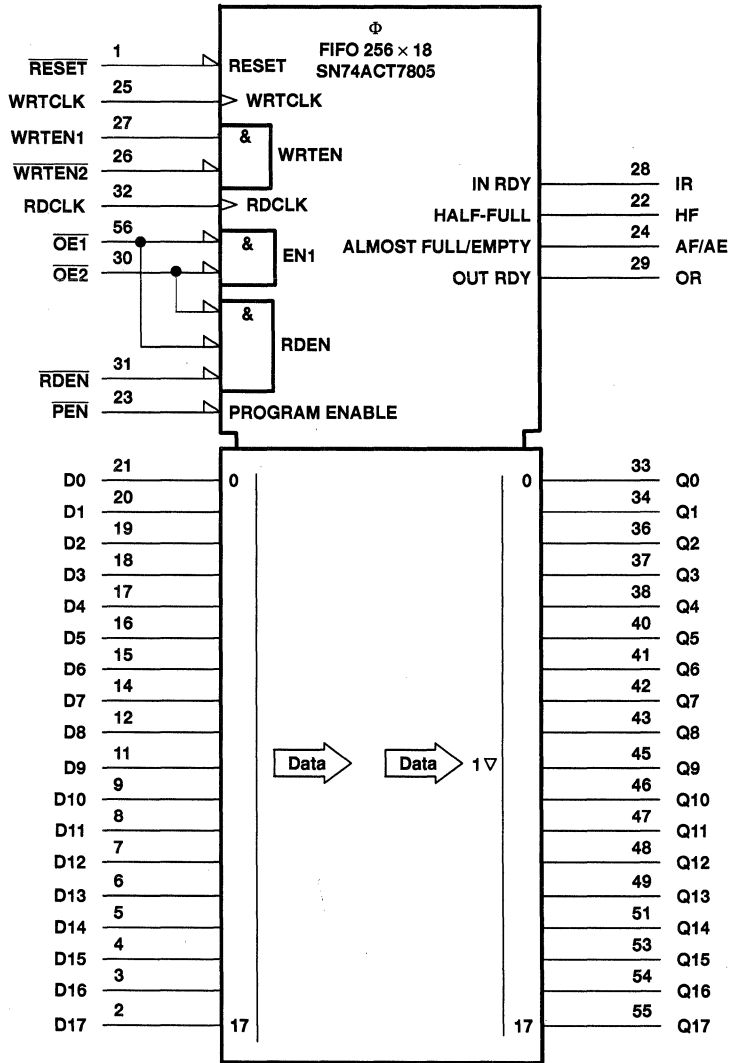 Φ
FIFO 256 × 18
SN74ACT7805
RESET 1 RESET
WRTCLK 25 WRTCLK
WRTEN1 27 & WRTEN
WRTEN2 26
RDCLK 32 RDCLK
OE1 56 & EN1
OE2 30
& RDEN
RDEN 31
PEN 23 PROGRAM ENABLE
IN RDY 28 IR
HALF-FULL 22 HF
ALMOST FULL/EMPTY 24 AF/AE
OUT RDY 29 OR
D0 21 0 0 33 Q0
D1 20 34 Q1
D2 19 36 Q2
D3 18 37 Q3
D4 17 38 Q4
D5 16 40 Q5
D6 15 41 Q6
D7 14 42 Q7
D8 12 43 Q8
D9 11 Data Data 1 ▽ 45 Q9
D10 9 46 Q10
D11 8 47 Q11
D12 7 48 Q12
D13 6 49 Q13
D14 5 51 Q14
D15 4 53 Q15
D16 3 54 Q16
D17 2 17 17 55 Q17